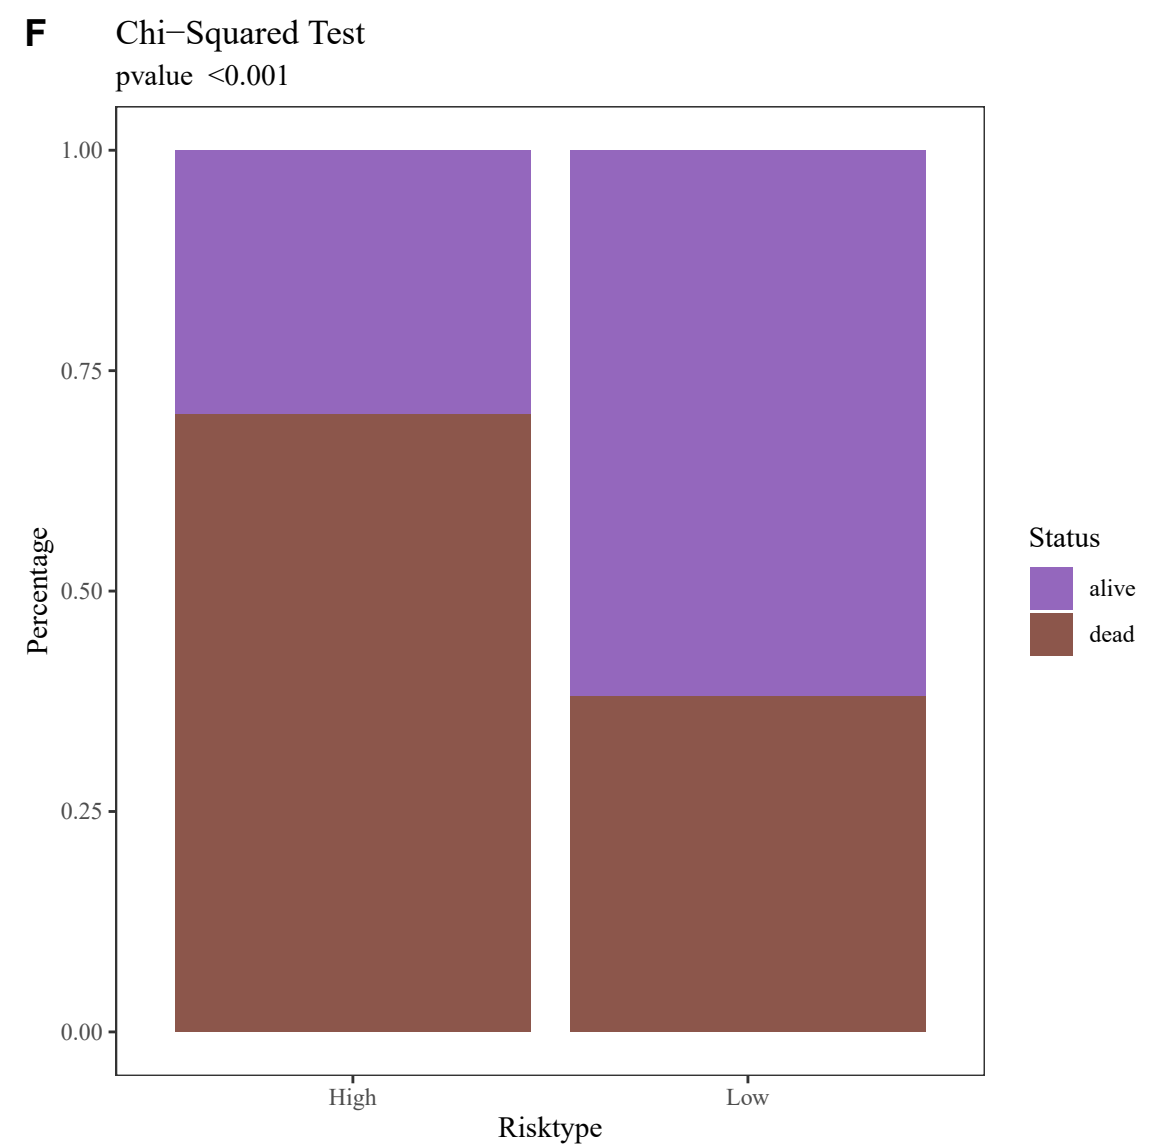 F
Chi−Squared Test
pvalue <0.001
1.00
0.75
0.50
0.25
0.00
Percentage
High
Low
Risktype
Status
alive
dead